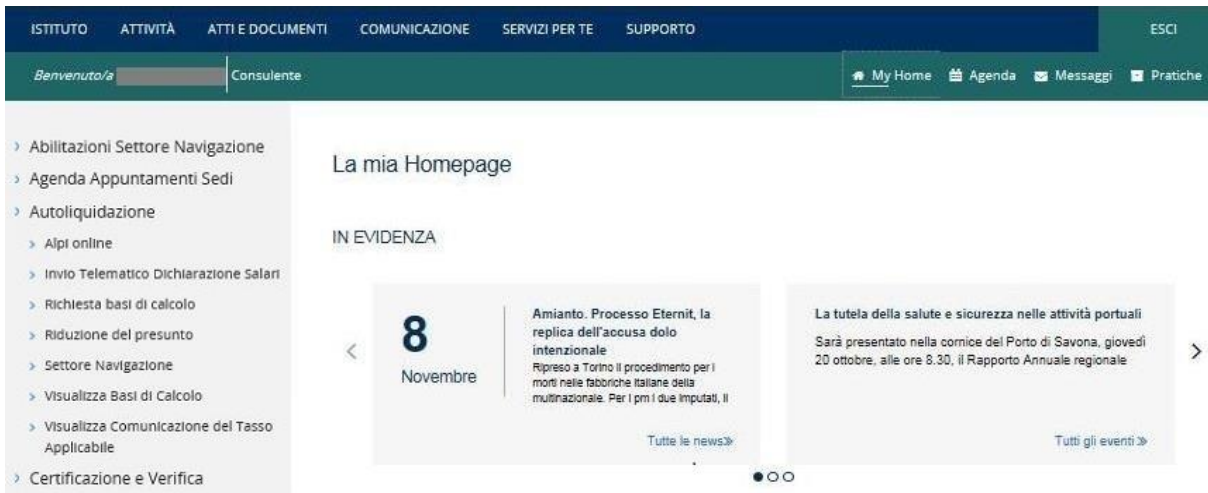 ISTITUTO ATTIVITÀ ATTI E DOCUMENTI COMUNICAZIONE SERVIZI PER TE SUPPORTO ESCI
Benvenuto/a Consulente My Home Agenda Messaggi Pratiche
Abilitazioni Settore Navigazione
Agenda Appuntamenti Sedi
Autoliquidazione
Alpi online
Invio Telematico Dichiarazione Salari
Richiesta basi di calcolo
Riduzione del presunto
Settore Navigazione
Visualizza Basi di Calcolo
Visualizza Comunicazione del Tasso
Applicabile
Certificazione e Verifica
La mia Homepage
IN EVIDENZA
8
Novembre
Amianto. Processo Eternit, la
replica dell'accusa dolo
intenzionale
Ripreso a Torino il procedimento per i
morti nelle fabbriche italiane della
multinazionale. Per i pm i due imputati, il
Tutte le news»
La tutela della salute e sicurezza nelle attività portuali
Sarà presentato nella cornice del Porto di Savona, giovedì
20 ottobre, alle ore 8.30, il Rapporto Annuale regionale
Tutti gli eventi»